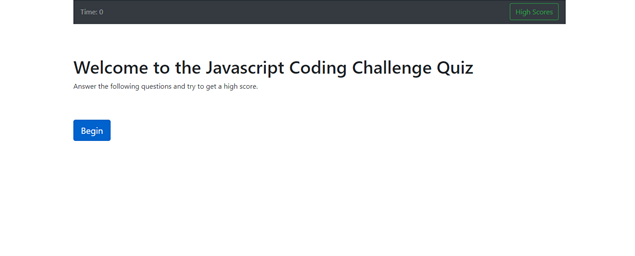 Time: 0
High Scores
Welcome to the Javascript Coding Challenge Quiz
Answer the following questions and try to get a high score.
Begin